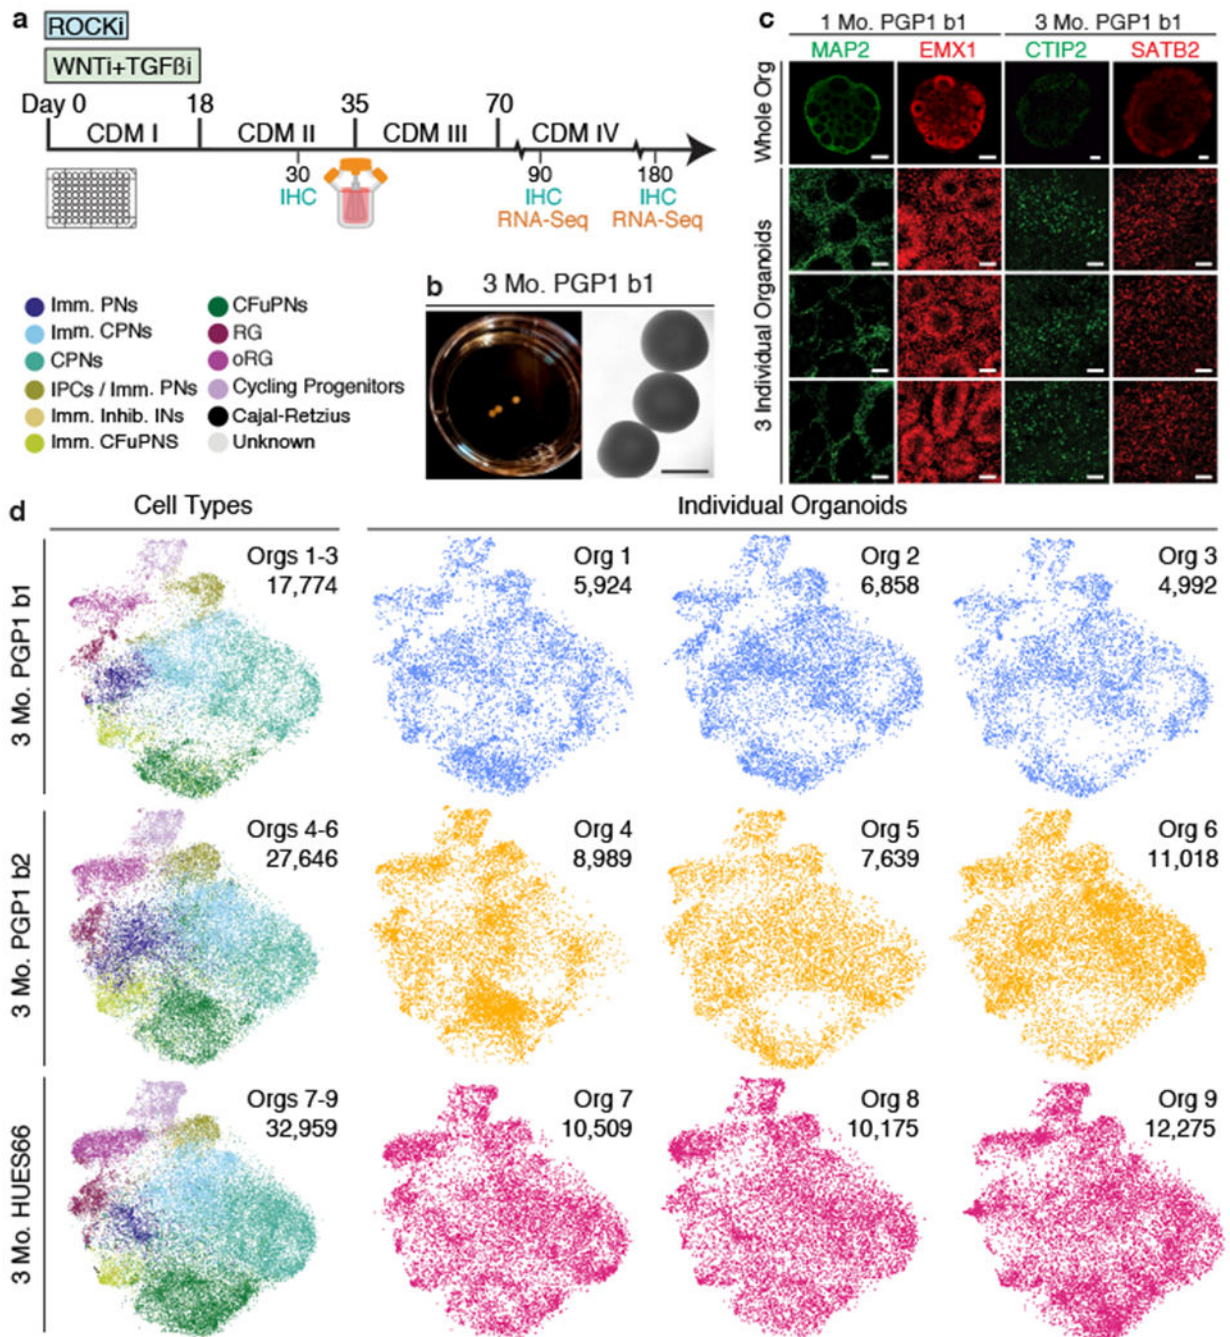 a
ROCKi
WNTi+TGFßi
Day 0 18 35 70
CDM I CDM II CDM III CDM IV
30 90 180
IHC IHC IHC
RNA-Seq RNA-Seq
Imm. PNs
Imm. CPNs
CPNs
IPCs / Imm. PNs
Imm. Inhib. INs
Imm. CFuPNS
CFuPNs
RG
oRG
Cycling Progenitors
Cajal-Retzius
Unknown
b 3 Mo. PGP1 b1
c 1 Mo. PGP1 b1 3 Mo. PGP1 b1
MAP2 EMX1 CTIP2 SATB2
Whole Org
3 Individual Organoids
d Cell Types Individual Organoids
3 Mo. PGP1 b1
Orgs 1-3 Org 1 Org 2 Org 3
17,774 5,924 6,858 4,992
3 Mo. PGP1 b2
Orgs 4-6 Org 4 Org 5 Org 6
27,646 8,989 7,639 11,018
3 Mo. HUES66
Orgs 7-9 Org 7 Org 8 Org 9
32,959 10,509 10,175 12,275